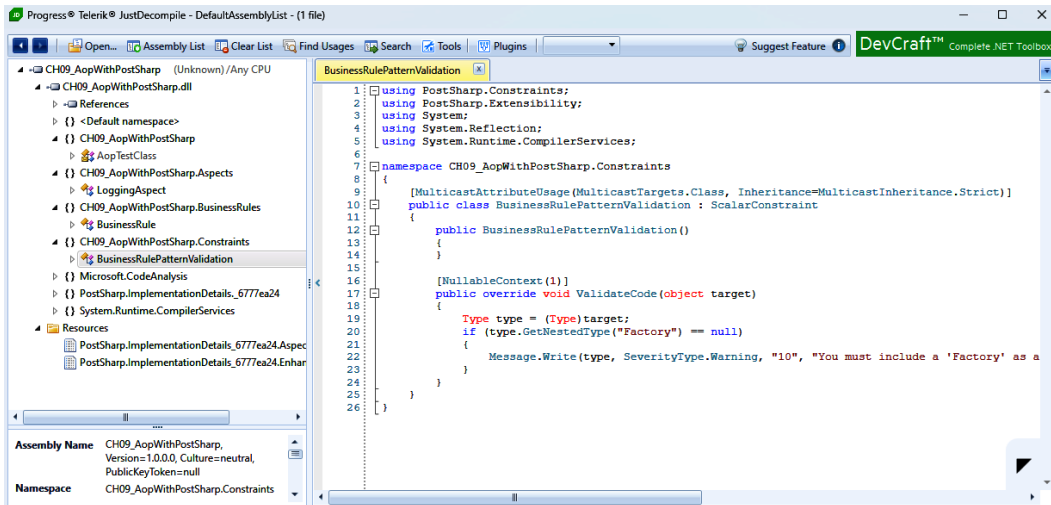 Progress® Telerik® JustDecompile - DefaultAssemblyList - (1 file)
Open... Assembly List Clear List Find Usages Search Tools Plugins Suggest Feature DevCraft™ Complete .NET Toolbox
CH09_AopWithPostSharp (Unknown)/Any CPU
CH09_AopWithPostSharp.dll
References
{} <Default namespace>
{} CH09_AopWithPostSharp
AopTestClass
{} CH09_AopWithPostSharp.Aspects
LoggingAspect
{} CH09_AopWithPostSharp.BusinessRules
BusinessRule
{} CH09_AopWithPostSharp.Constraints
BusinessRulePatternValidation
{} Microsoft.CodeAnalysis
{} PostSharp.ImplementationDetails._6777ea24
{} System.Runtime.CompilerServices
Resources
PostSharp.ImplementationDetails_6777ea24.Aspec
PostSharp.ImplementationDetails_6777ea24.Enhar
Assembly Name CH09_AopWithPostSharp,
Version=1.0.0.0, Culture=neutral,
PublicKeyToken=null
Namespace CH09_AopWithPostSharp.Constraints
BusinessRulePatternValidation
1 using PostSharp.Constraints;
2 using PostSharp.Extensibility;
3 using System;
4 using System.Reflection;
5 using System.Runtime.CompilerServices;
6
7 namespace CH09_AopWithPostSharp.Constraints
8 {
9 [MulticastAttributeUsage(MulticastTargets.Class, Inheritance=MulticastInheritance.Strict)]
10 public class BusinessRulePatternValidation : ScalarConstraint
11 {
12 public BusinessRulePatternValidation()
13 {
14 }
15
16 [NullableContext(1)]
17 public override void ValidateCode(object target)
18 {
19 Type type = (Type)target;
20 if (type.GetNestedType("Factory") == null)
21 {
22 Message.Write(type, SeverityType.Warning, "10", "You must include a 'Factory' as a
23 }
24 }
25 }
26 }